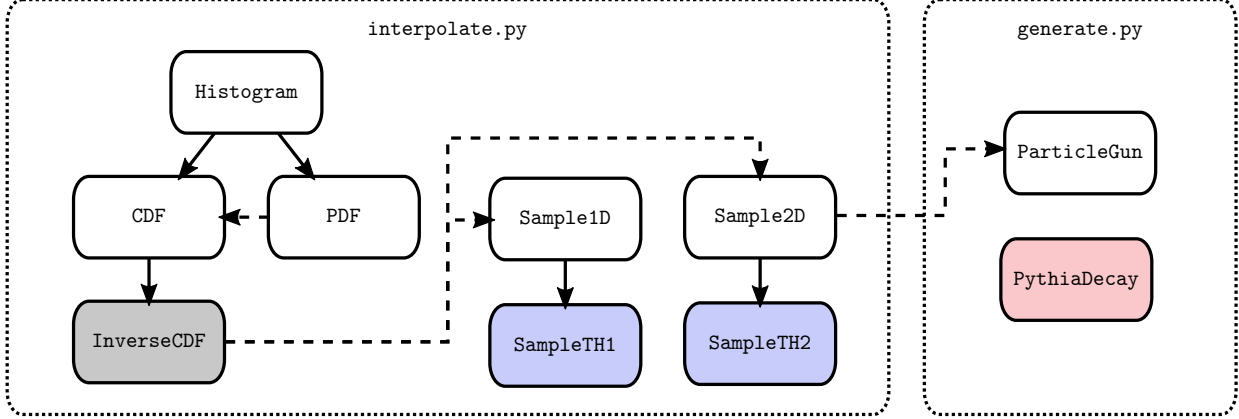 interpolate.py
generate.py
Histogram
ParticleGun
CDF
PDF
Sample1D
Sample2D
PythiaDecay
InverseCDF
SampleTH1
SampleTH2